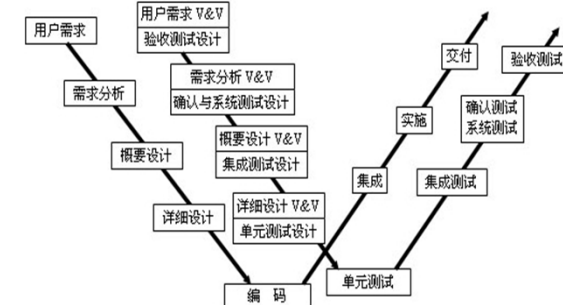 用户需求
用户需求 V&V
验收测试设计
交付
验收测试
需求分析
需求分析 V&V
确认与系统测试设计
实施
确认测试
系统测试
概要设计
概要设计 V&V
集成测试设计
集成
集成测试
详细设计
详细设计 V&V
单元测试设计
编 码
单元测试